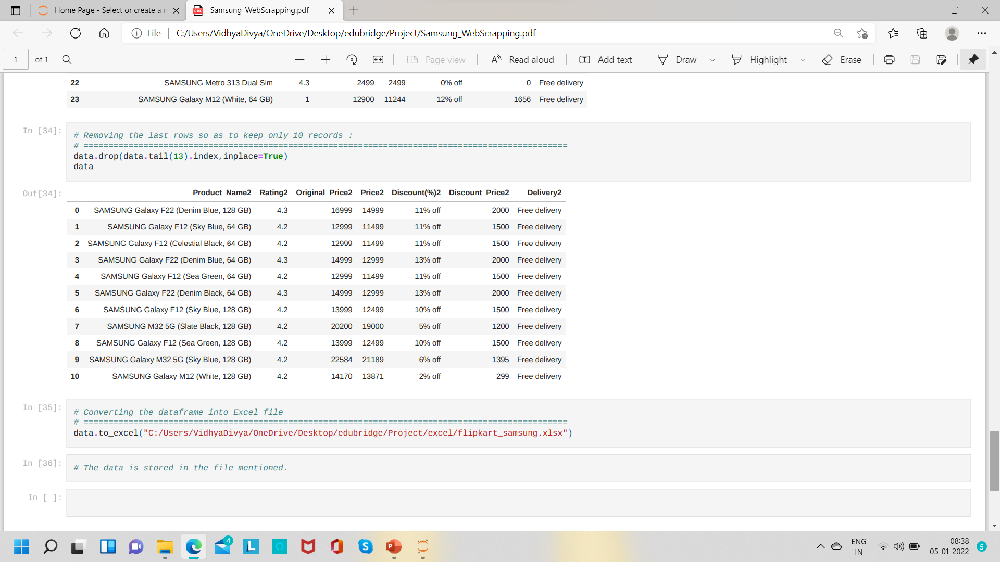 Home Page - Select or create a n
Samsung_WebScrapping.pdf
File
C:/Users/VidhyaDivya/OneDrive/Desktop/edubridge/Project/Samsung_WebScrapping.pdf
1 of 1
Page view
Read aloud
Add text
Draw
Highlight
Erase
22 SAMSUNG Metro 313 Dual Sim 4.3 2499 2499 0% off 0 Free delivery
23 SAMSUNG Galaxy M12 (White, 64 GB) 1 12900 11244 12% off 1656 Free delivery
In [34]:
# Removing the last rows so as to keep only 10 records :
# =================================================================================================
data.drop(data.tail(13).index,inplace=True)
data
Out[34]:
Product_Name2 Rating2 Original_Price2 Price2 Discount(%)2 Discount_Price2 Delivery2
0 SAMSUNG Galaxy F22 (Denim Blue, 128 GB) 4.3 16999 14999 11% off 2000 Free delivery
1 SAMSUNG Galaxy F12 (Sky Blue, 64 GB) 4.2 12999 11499 11% off 1500 Free delivery
2 SAMSUNG Galaxy F12 (Celestial Black, 64 GB) 4.2 12999 11499 11% off 1500 Free delivery
3 SAMSUNG Galaxy F22 (Denim Blue, 64 GB) 4.3 14999 12999 13% off 2000 Free delivery
4 SAMSUNG Galaxy F12 (Sea Green, 64 GB) 4.2 12999 11499 11% off 1500 Free delivery
5 SAMSUNG Galaxy F22 (Denim Black, 64 GB) 4.3 14999 12999 13% off 2000 Free delivery
6 SAMSUNG Galaxy F12 (Sky Blue, 128 GB) 4.2 13999 12499 10% off 1500 Free delivery
7 SAMSUNG M32 5G (Slate Black, 128 GB) 4.2 20200 19000 5% off 1200 Free delivery
8 SAMSUNG Galaxy F12 (Sea Green, 128 GB) 4.2 13999 12499 10% off 1500 Free delivery
9 SAMSUNG Galaxy M32 5G (Sky Blue, 128 GB) 4.2 22584 21189 6% off 1395 Free delivery
10 SAMSUNG Galaxy M12 (White, 128 GB) 4.2 14170 13871 2% off 299 Free delivery
In [35]:
# Converting the dataframe into Excel file
# =================================================================================================
data.to_excel("C:/Users/VidhyaDivya/OneDrive/Desktop/edubridge/Project/excel/flipkart_samsung.xlsx")
In [36]:
# The data is stored in the file mentioned.
In [ ]:
4
ENG
IN
08:38
05-01-2022
5